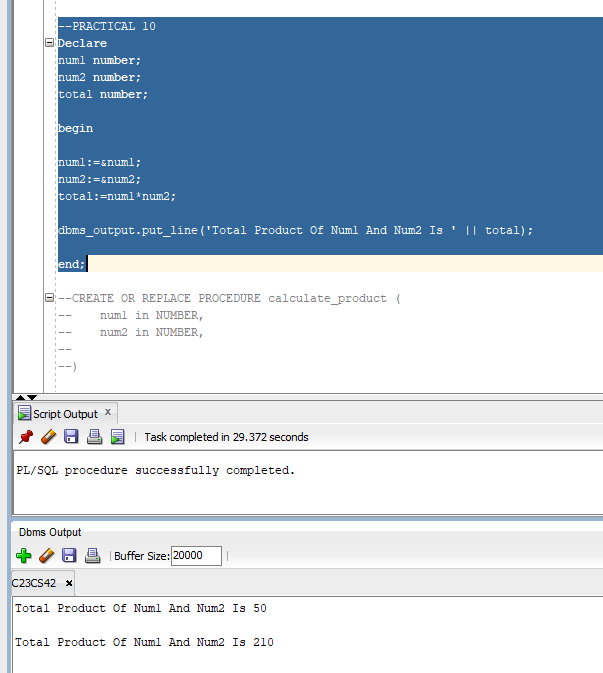 --PRACTICAL 10
Declare
num1 number;
num2 number;
total number;
begin
num1:=&num1;
num2:=&num2;
total:=num1*num2;
dbms_output.put_line('Total Product Of Num1 And Num2 Is ' || total);
end;
--CREATE OR REPLACE PROCEDURE calculate_product (
--    num1 in NUMBER,
--    num2 in NUMBER,
--
--)
Script Output x
Task completed in 29.372 seconds
PL/SQL procedure successfully completed.
Dbms Output
Buffer Size: 20000
C23CS42 x
Total Product Of Num1 And Num2 Is 50
Total Product Of Num1 And Num2 Is 210